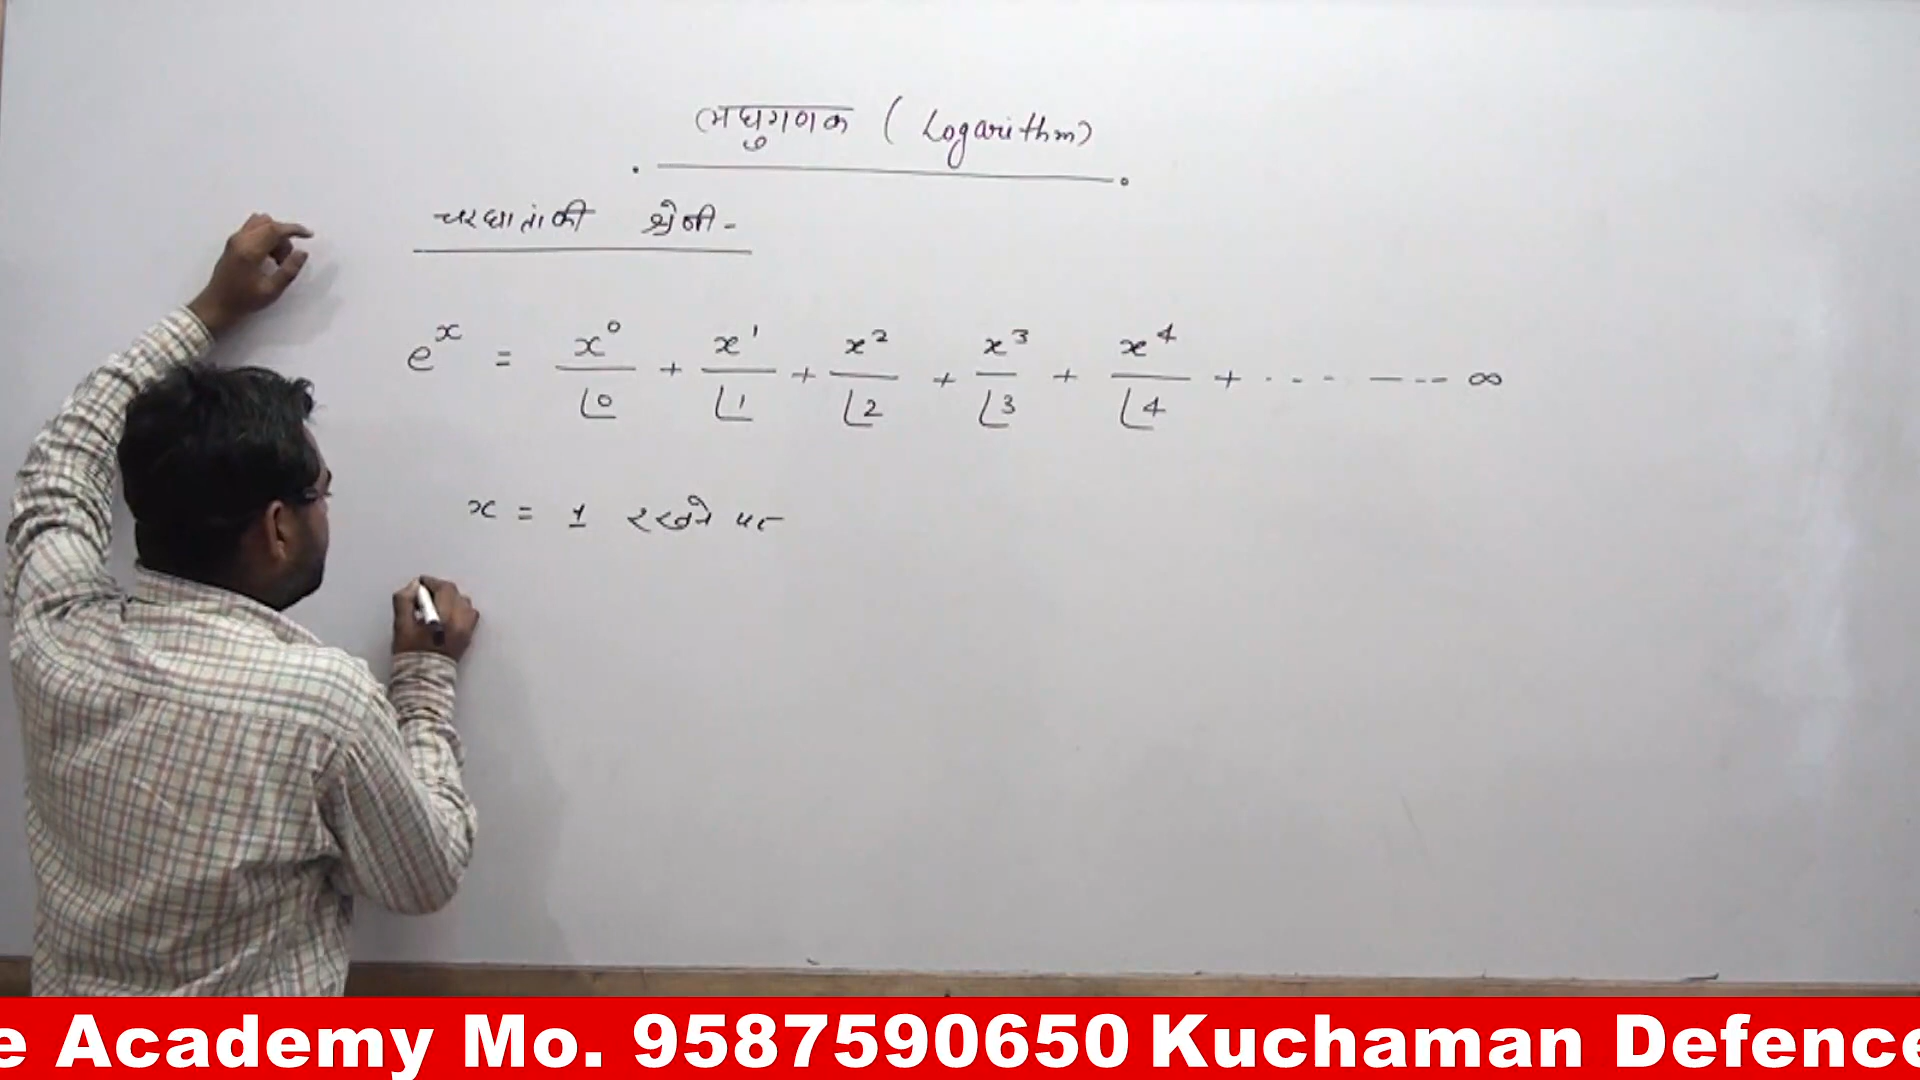 लघुगणक ( Logarithm)
चरघातांकी श्रेणी -
e^x = x^0/⌊0 + x^1/⌊1 + x^2/⌊2 + x^3/⌊3 + x^4/⌊4 + ---- ---- ∞
x = 1 रखने पर
e Academy Mo. 9587590650 Kuchaman Defence